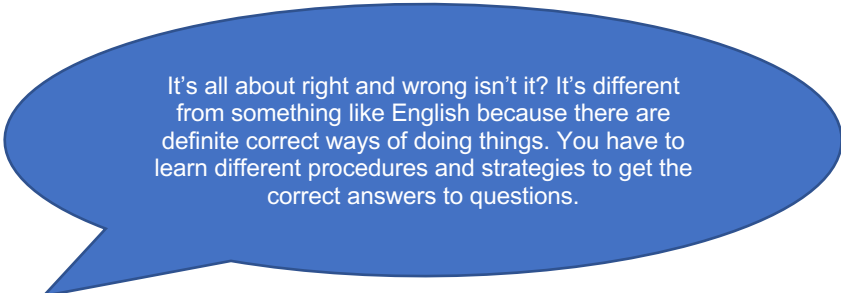 It’s all about right and wrong isn’t it? It’s different
from something like English because there are
definite correct ways of doing things. You have to
learn different procedures and strategies to get the
correct answers to questions.